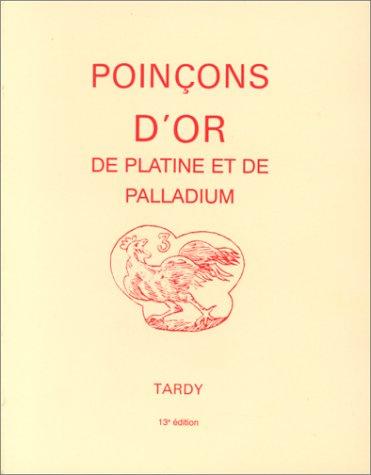 POINÇONS
D'OR
DE PLATINE ET DE
PALLADIUM
3
TARDY
13e édition